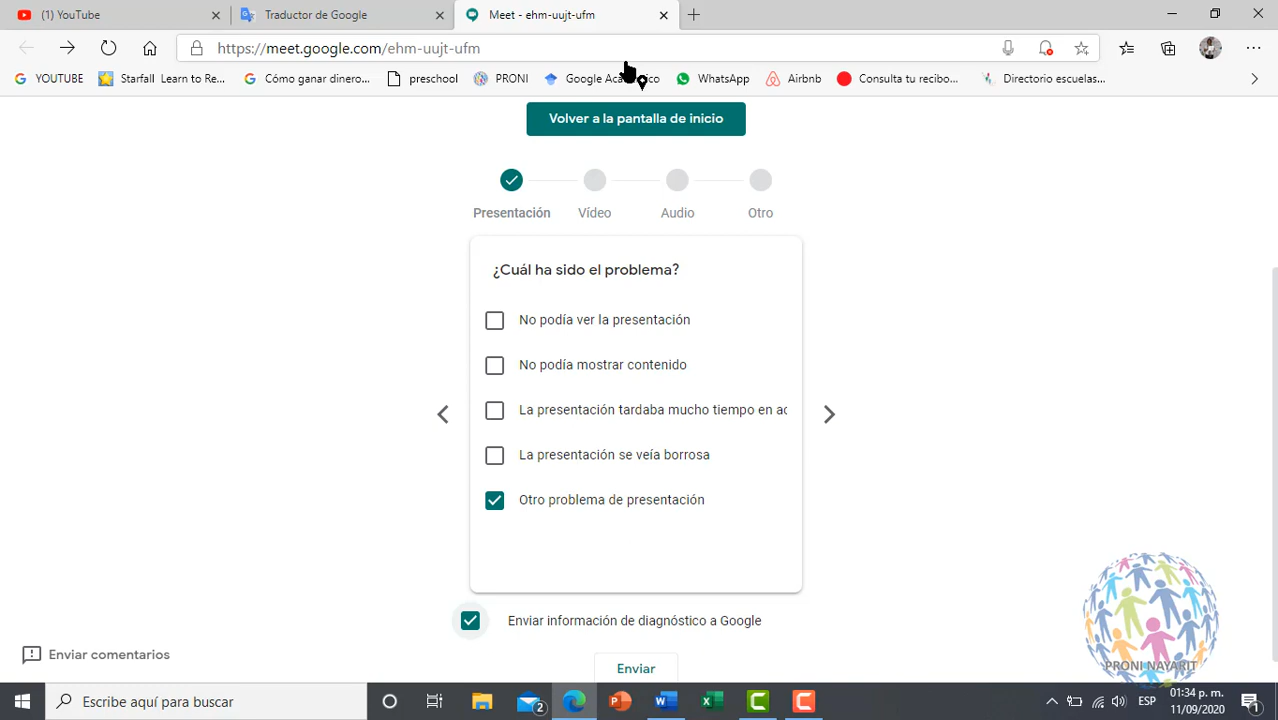 (1) YouTube
Traductor de Google
Meet - ehm-uujt-ufm
https://meet.google.com/ehm-uujt-ufm
YOUTUBE
Starfall Learn to Re...
Cómo ganar dinero...
preschool
PRONI
Google Académico
WhatsApp
Airbnb
Consulta tu recibo...
Directorio escuelas...
Volver a la pantalla de inicio
Presentación
Vídeo
Audio
Otro
¿Cuál ha sido el problema?
No podía ver la presentación
No podía mostrar contenido
La presentación tardaba mucho tiempo en ac
La presentación se veía borrosa
Otro problema de presentación
Enviar información de diagnóstico a Google
Enviar
Enviar comentarios
PRONI NAYARIT
Escribe aquí para buscar
2
ESP
01:34 p. m.
11/09/2020
1